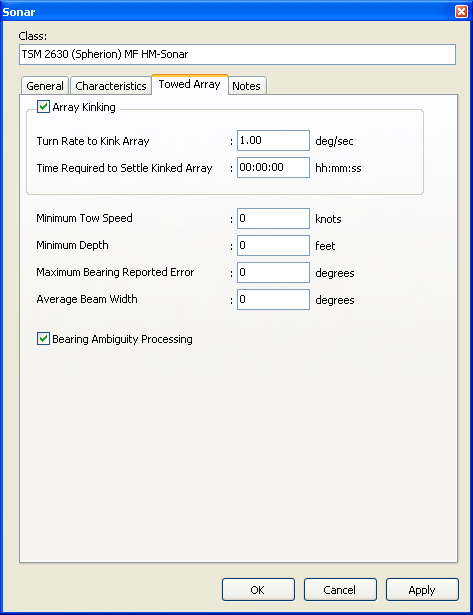 Sonar
Class:
TSM 2630 (Spherion) MF HM-Sonar
General Characteristics Towed Array Notes
Array Kinking
Turn Rate to Kink Array : 1.00 deg/sec
Time Required to Settle Kinked Array : 00:00:00 hh:mm:ss
Minimum Tow Speed : 0 knots
Minimum Depth : 0 feet
Maximum Bearing Reported Error : 0 degrees
Average Beam Width : 0 degrees
Bearing Ambiguity Processing
OK Cancel Apply